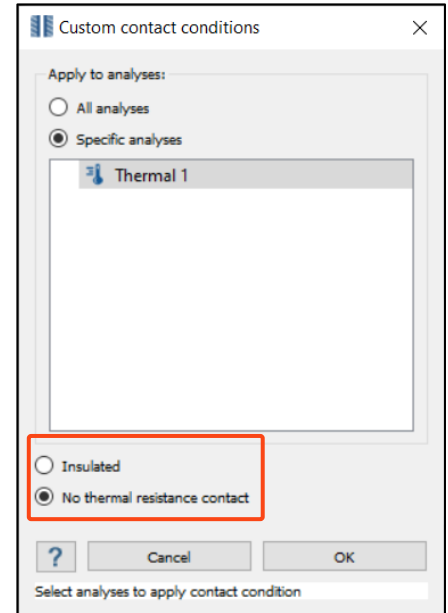 Custom contact conditions
Apply to analyses:
All analyses
Specific analyses
Thermal 1
Insulated
No thermal resistance contact
? Cancel OK
Select analyses to apply contact condition